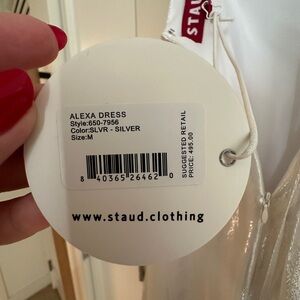 STAUD
ALEXA DRESS
Style:650-7956
Color:SLVR - SILVER
Size:M
8 40365 26462 0
SUGGESTED RETAIL
PRICE: 495.00
www.staud.clothing